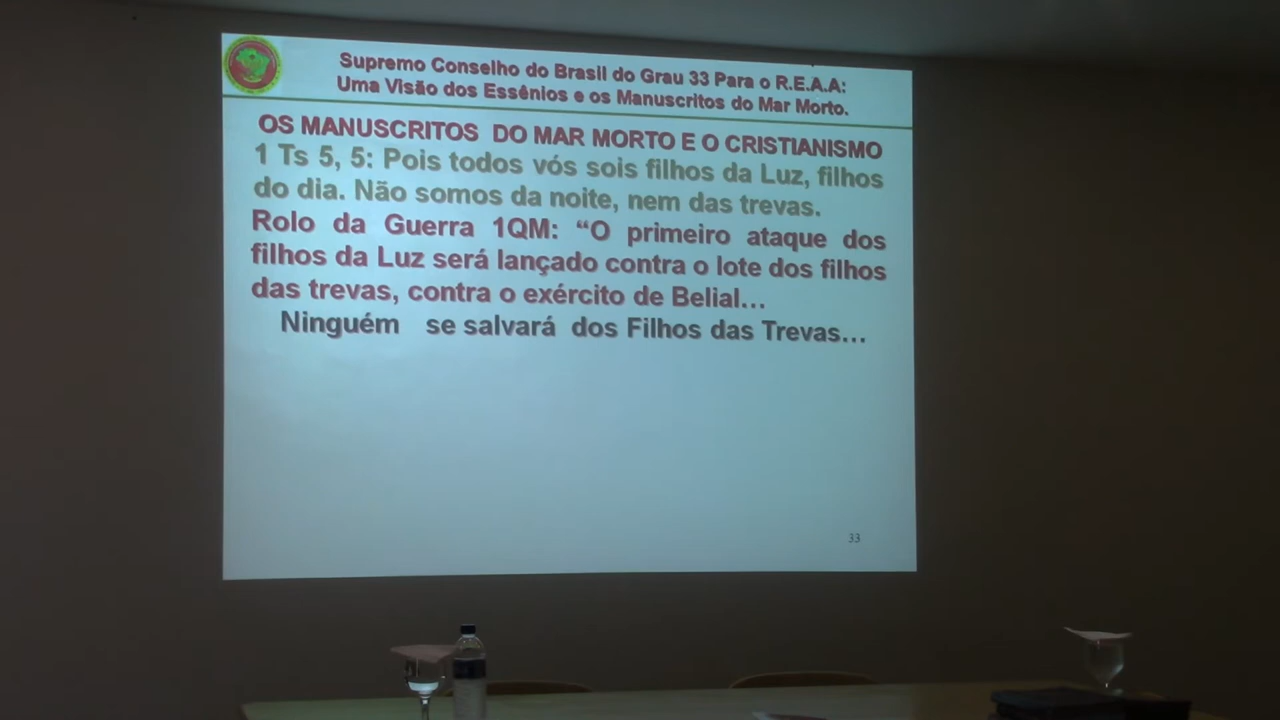 Supremo Conselho do Brasil do Grau 33 Para o R.E.A.A:
Uma Visão dos Essênios e os Manuscritos do Mar Morto.
OS MANUSCRITOS DO MAR MORTO E O CRISTIANISMO
1 Ts 5, 5: Pois todos vós sois filhos da Luz, filhos
do dia. Não somos da noite, nem das trevas.
Rolo da Guerra 1QM: “O primeiro ataque dos
filhos da Luz será lançado contra o lote dos filhos
das trevas, contra o exército de Belial…
Ninguém se salvará dos Filhos das Trevas…
33